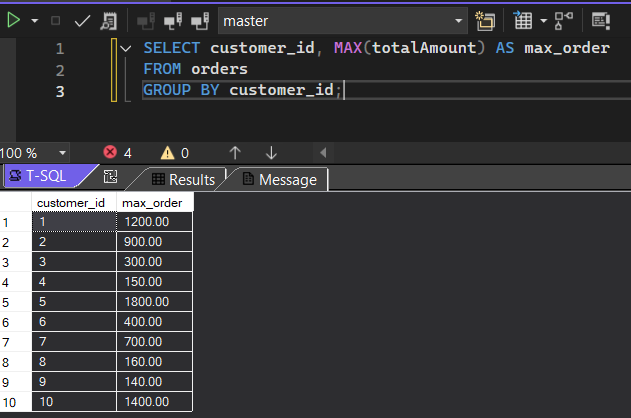 master
1 SELECT customer_id, MAX(totalAmount) AS max_order
2 FROM orders
3 GROUP BY customer_id;
100 % 4 0
T-SQL Results Message
customer_id max_order
1 1 1200.00
2 2 900.00
3 3 300.00
4 4 150.00
5 5 1800.00
6 6 400.00
7 7 700.00
8 8 160.00
9 9 140.00
10 10 1400.00